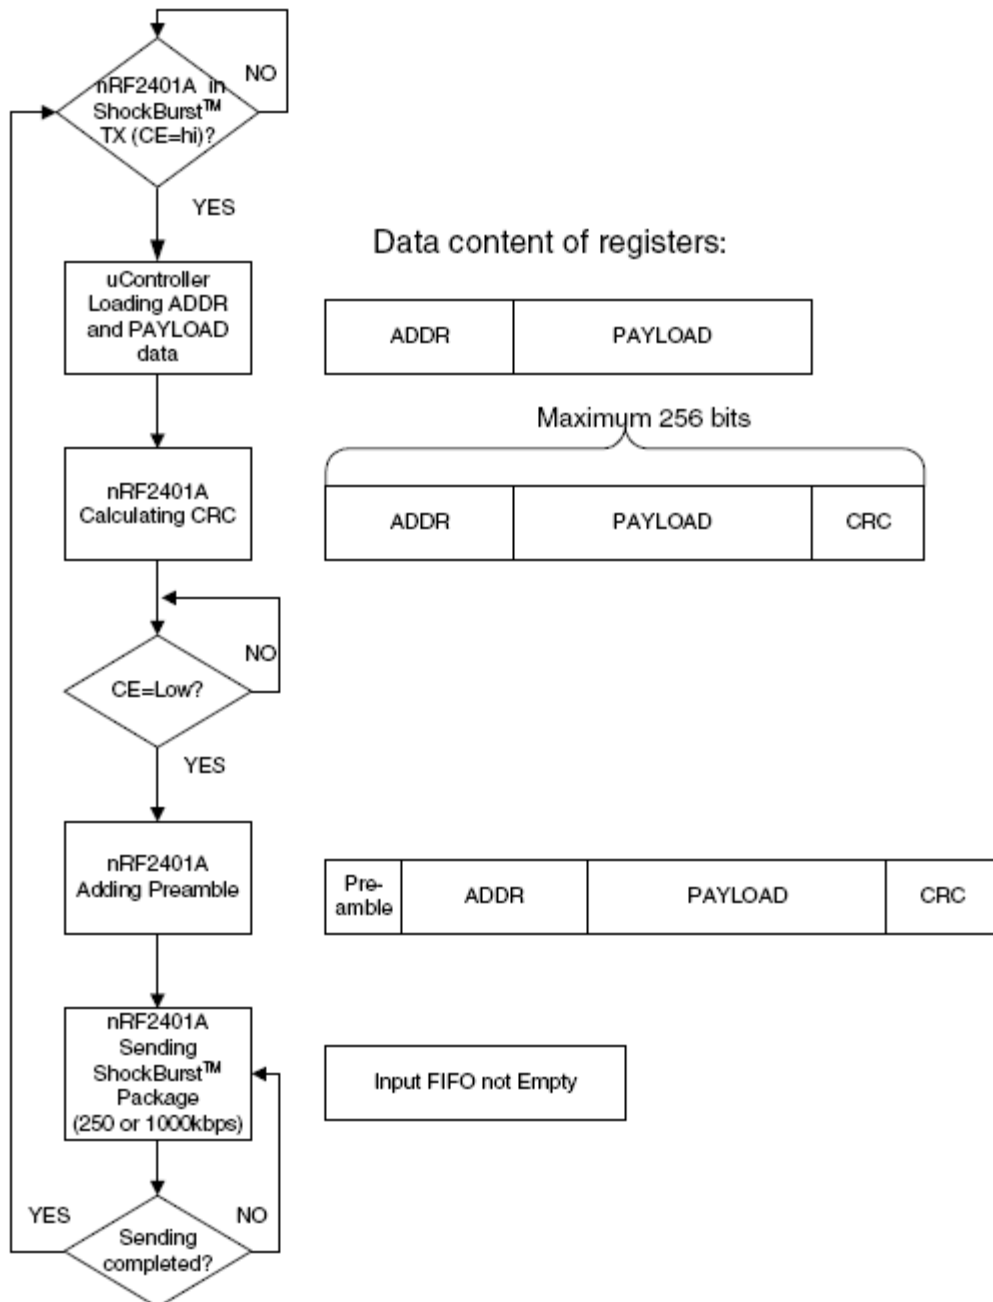 nRF2401A in
ShockBurst™
TX (CE=hi)?
NO
YES
Data content of registers:
uController
Loading ADDR
and PAYLOAD
data
ADDR
PAYLOAD
Maximum 256 bits
nRF2401A
Calculating CRC
ADDR
PAYLOAD
CRC
NO
CE=Low?
YES
nRF2401A
Adding Preamble
Pre-
amble
ADDR
PAYLOAD
CRC
nRF2401A
Sending
ShockBurst™
Package
(250 or 1000kbps)
Input FIFO not Empty
YES
NO
Sending
completed?